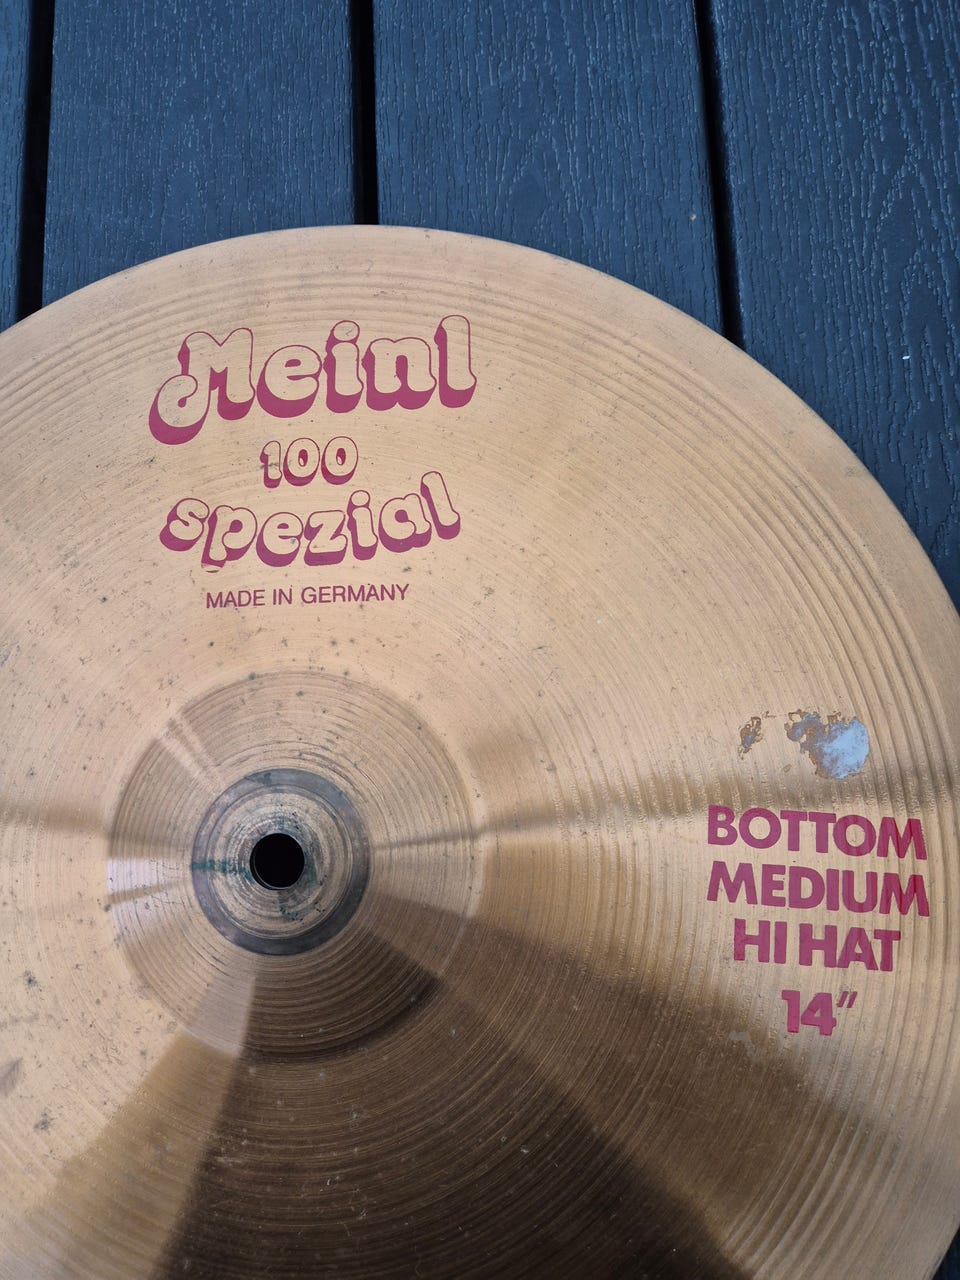 Meinl
100
spezial
MADE IN GERMANY
BOTTOM
MEDIUM
HI HAT
14"